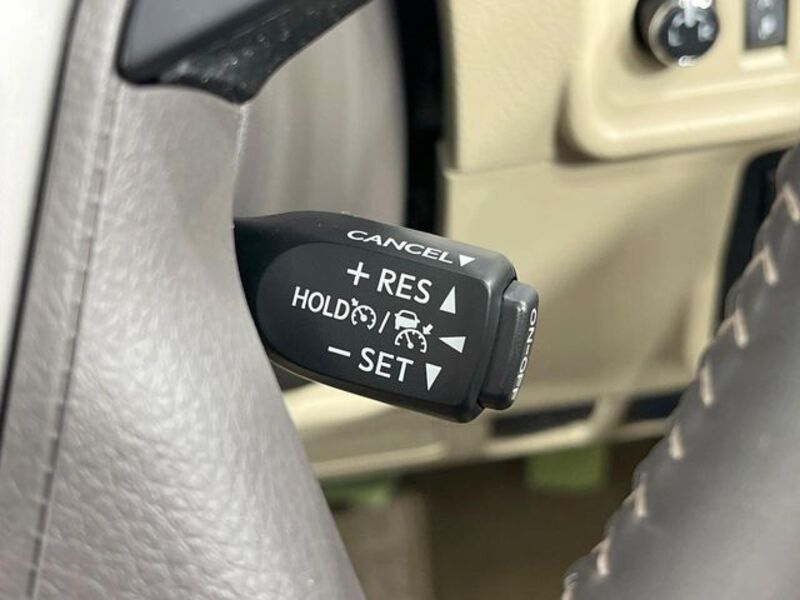 CANCEL▼
+ RES ▲
HOLD /
− SET ▼
ON-OFF